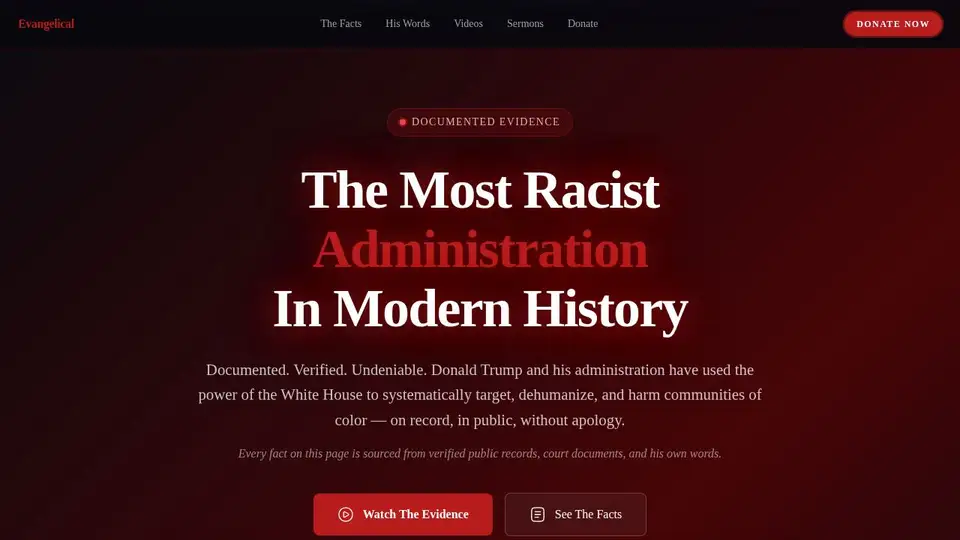 Evangelical
The Facts
His Words
Videos
Sermons
Donate
DONATE NOW
DOCUMENTED EVIDENCE
The Most Racist
Administration
In Modern History
Documented. Verified. Undeniable. Donald Trump and his administration have used the
power of the White House to systematically target, dehumanize, and harm communities of
color — on record, in public, without apology.
Every fact on this page is sourced from verified public records, court documents, and his own words.
Watch The Evidence
See The Facts